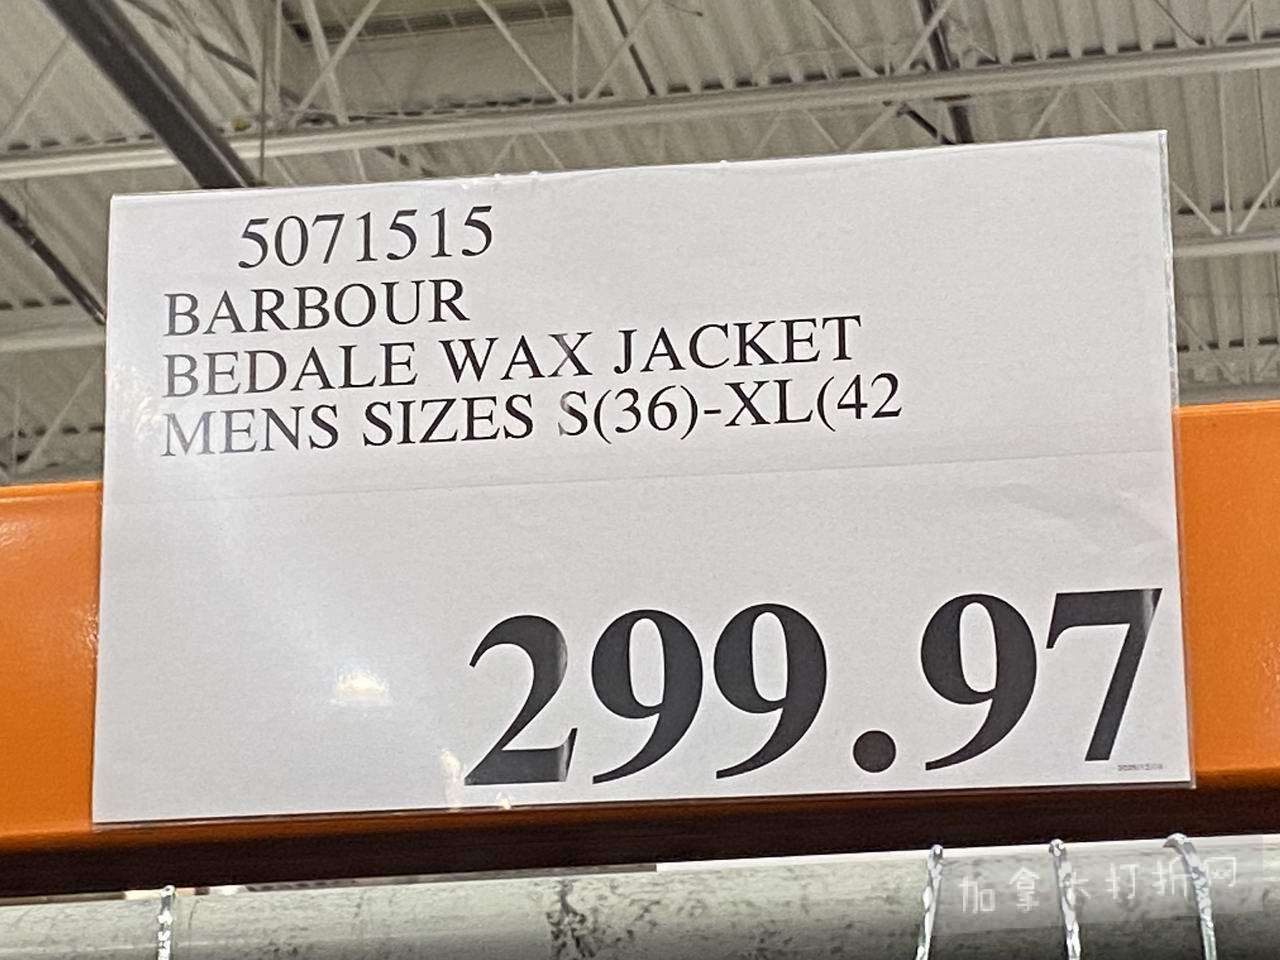 5071515
BARBOUR
BEDALE WAX JACKET
MENS SIZES S(36)-XL(42
299.97
加拿大打折网